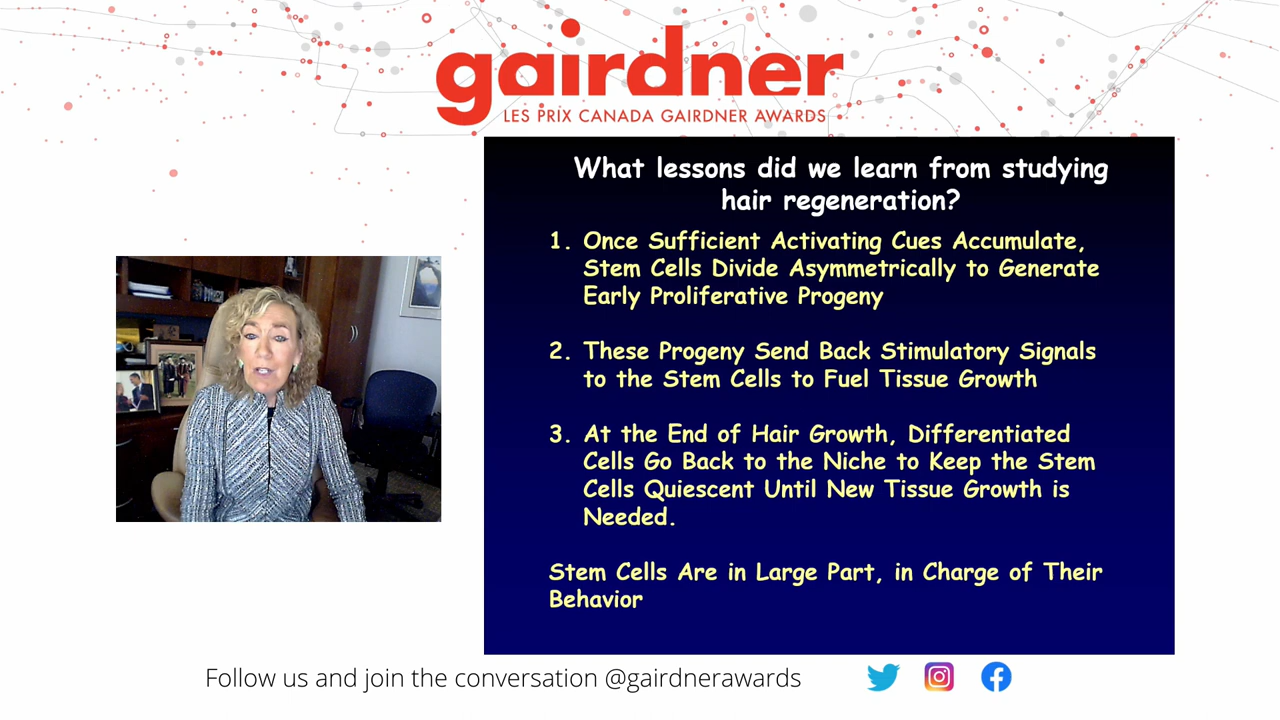 gairdner
LES PRIX CANADA GAIRDNER AWARDS
What lessons did we learn from studying
hair regeneration?
1. Once Sufficient Activating Cues Accumulate,
Stem Cells Divide Asymmetrically to Generate
Early Proliferative Progeny
2. These Progeny Send Back Stimulatory Signals
to the Stem Cells to Fuel Tissue Growth
3. At the End of Hair Growth, Differentiated
Cells Go Back to the Niche to Keep the Stem
Cells Quiescent Until New Tissue Growth is
Needed.
Stem Cells Are in Large Part, in Charge of Their
Behavior
Follow us and join the conversation @gairdnerawards